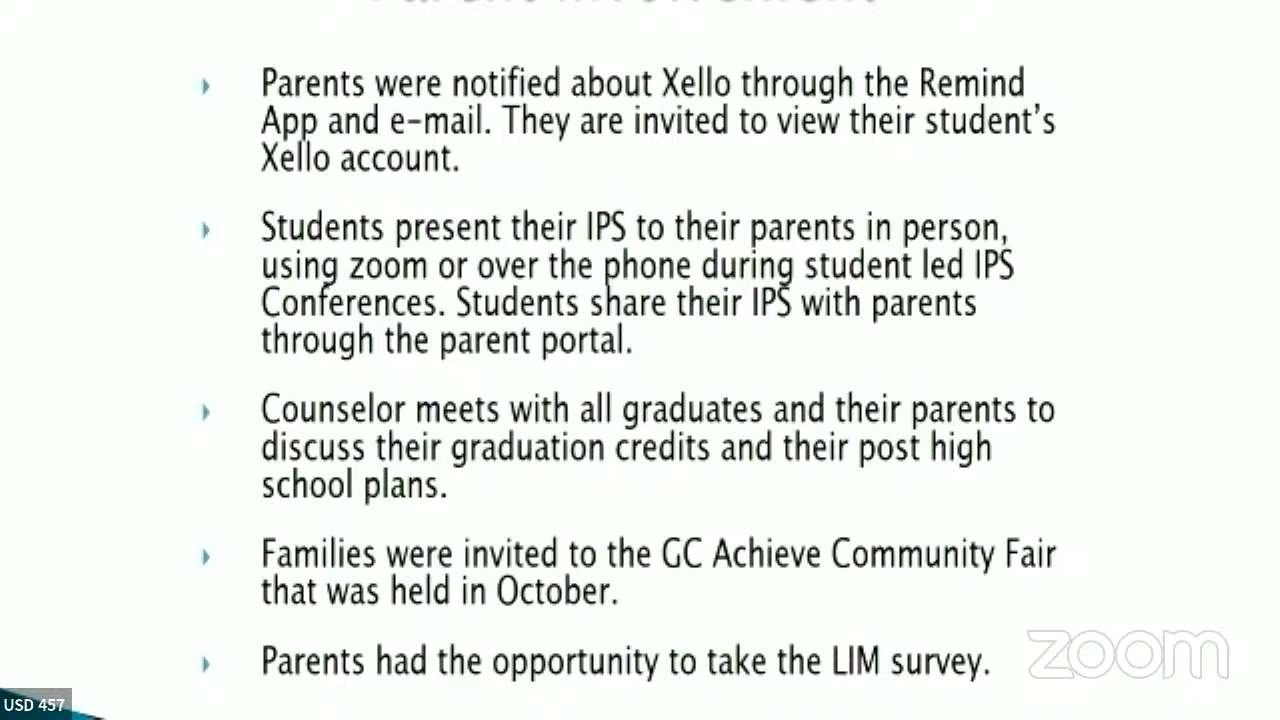 Parents were notified about Xello through the Remind
App and e-mail. They are invited to view their student's
Xello account.
Students present their IPS to their parents in person,
using zoom or over the phone during student led IPS
Conferences. Students share their IPS with parents
through the parent portal.
Counselor meets with all graduates and their parents to
discuss their graduation credits and their post high
school plans.
Families were invited to the GC Achieve Community Fair
that was held in October.
Parents had the opportunity to take the LIM survey.
zoom
USD 457